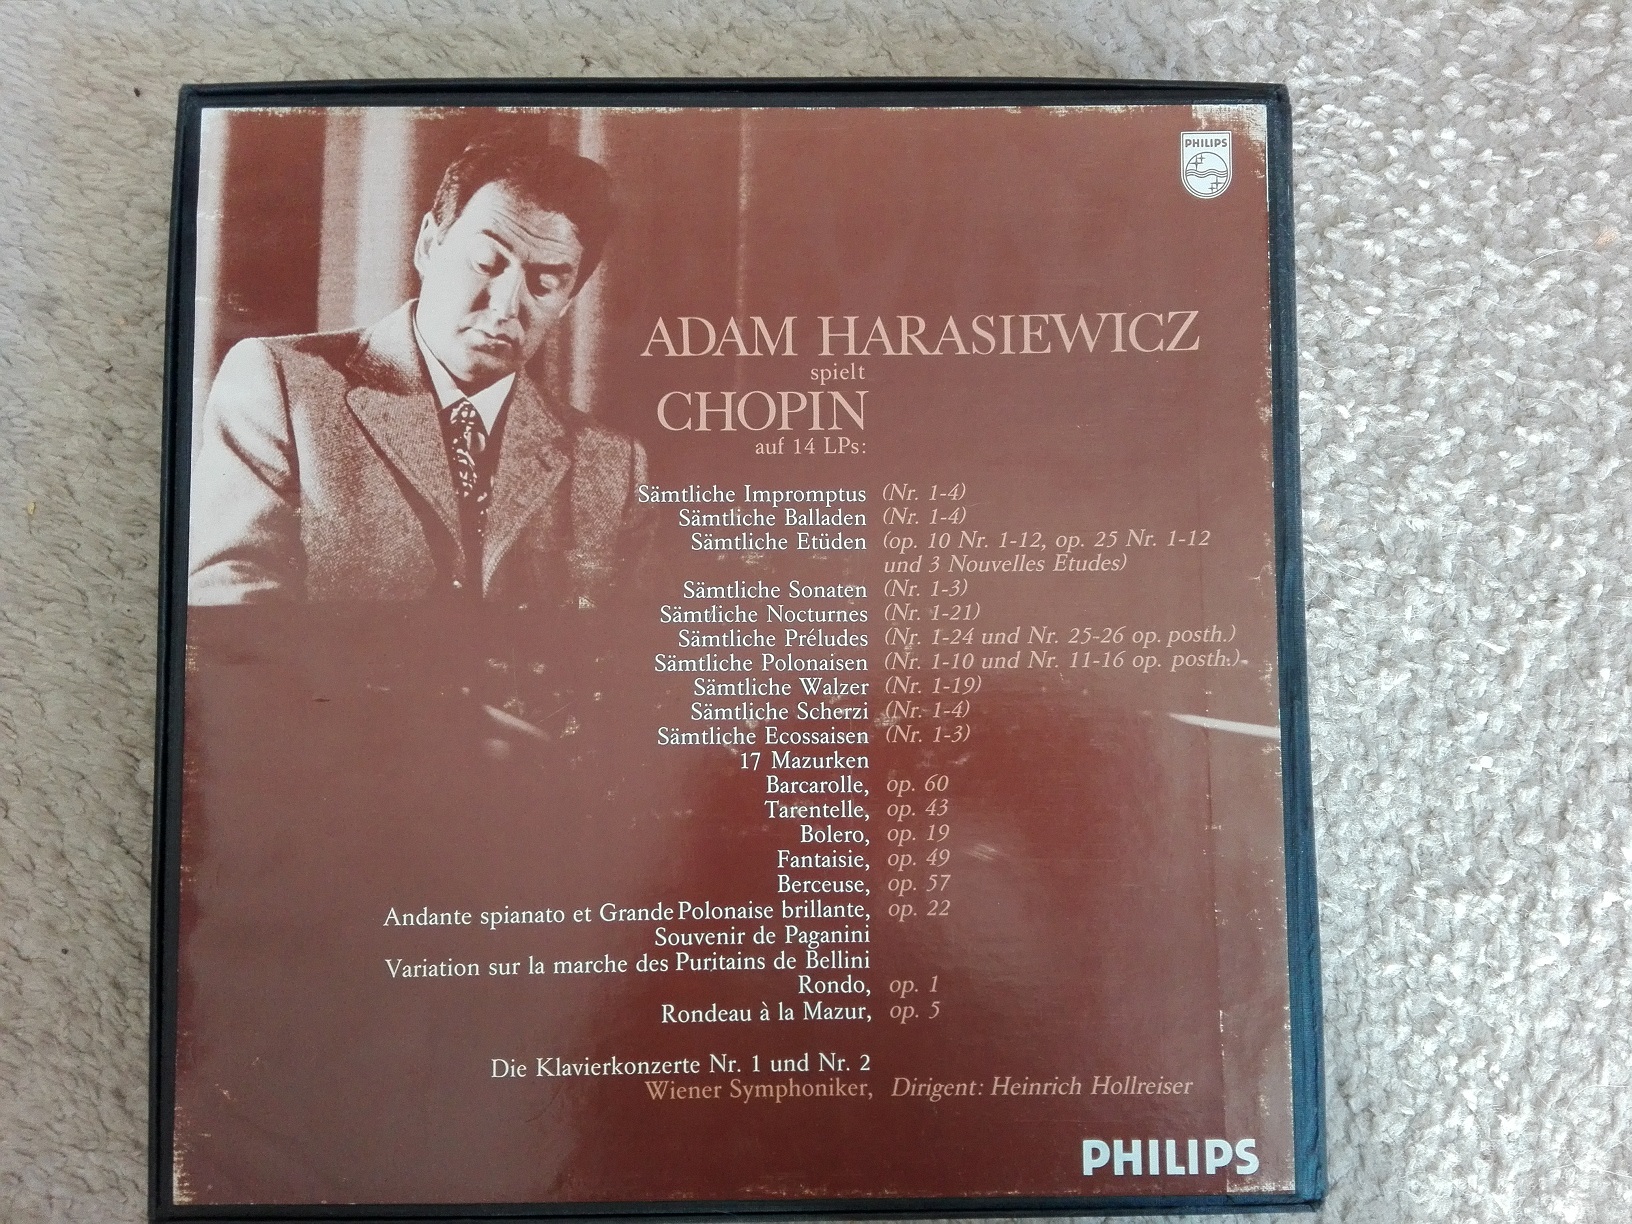 PHILIPS
ADAM HARASIEWICZ
spielt
CHOPIN
auf 14 LPs:
Sämtliche Impromptus (Nr. 1-4)
Sämtliche Balladen (Nr. 1-4)
Sämtliche Etüden (op. 10 Nr. 1-12, op. 25 Nr. 1-12
und 3 Nouvelles Etudes)
Sämtliche Sonaten (Nr. 1-3)
Sämtliche Nocturnes (Nr. 1-21)
Sämtliche Préludes (Nr. 1-24 und Nr. 25-26 op. posth.)
Sämtliche Polonaisen (Nr. 1-10 und Nr. 11-16 op. posth.)
Sämtliche Walzer (Nr. 1-19)
Sämtliche Scherzi (Nr. 1-4)
Sämtliche Ecossaisen (Nr. 1-3)
17 Mazurken
Barcarolle, op. 60
Tarentelle, op. 43
Bolero, op. 19
Fantaisie, op. 49
Berceuse, op. 57
Andante spianato et Grande Polonaise brillante, op. 22
Souvenir de Paganini
Variation sur la marche des Puritains de Bellini
Rondo, op. 1
Rondeau à la Mazur, op. 5
Die Klavierkonzerte Nr. 1 und Nr. 2
Wiener Symphoniker, Dirigent: Heinrich Hollreiser
PHILIPS